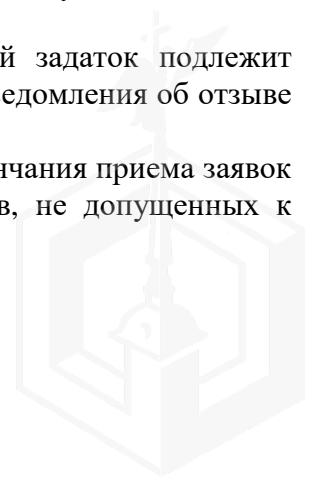 й задаток подлежит
ведомления об отзыве
нчания приема заявок
в, не допущенных к